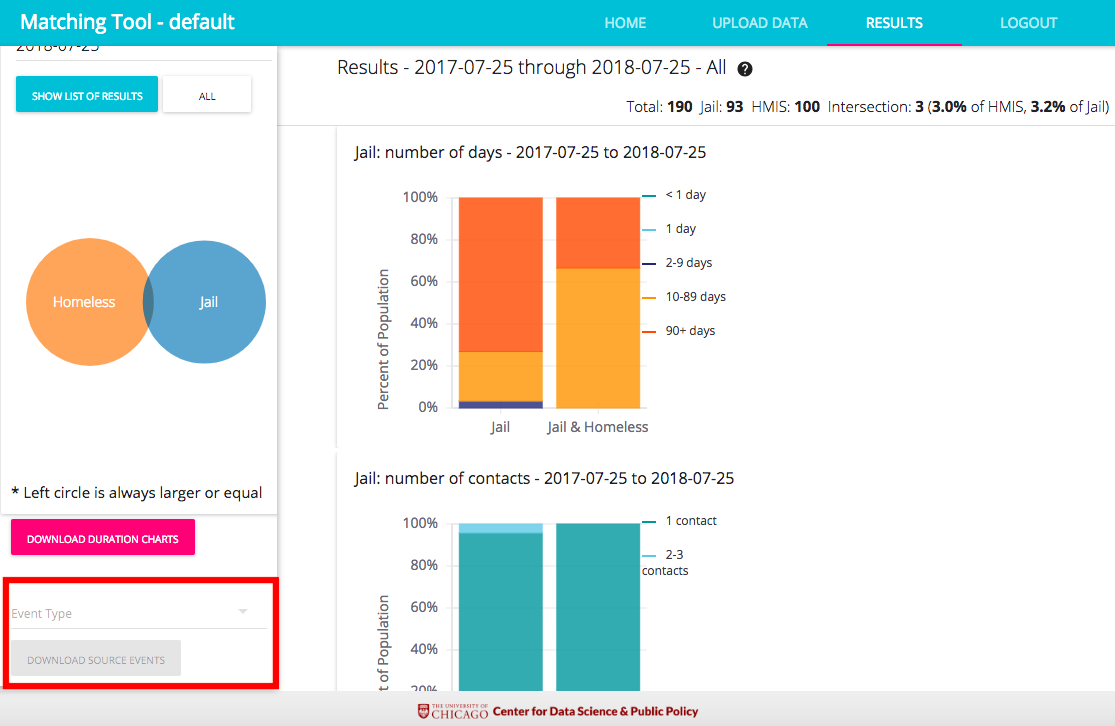 Matching Tool - default
HOME
UPLOAD DATA
RESULTS
LOGOUT
2018-07-25
SHOW LIST OF RESULTS
ALL
Homeless
Jail
* Left circle is always larger or equal
DOWNLOAD DURATION CHARTS
Event Type
DOWNLOAD SOURCE EVENTS
Results - 2017-07-25 through 2018-07-25 - All ?
Total: 190 Jail: 93 HMIS: 100 Intersection: 3 (3.0% of HMIS, 3.2% of Jail)
Jail: number of days - 2017-07-25 to 2018-07-25
Percent of Population
100%
80%
60%
40%
20%
0%
Jail
Jail & Homeless
< 1 day
1 day
2-9 days
10-89 days
90+ days
Jail: number of contacts - 2017-07-25 to 2018-07-25
t of Population
100%
80%
60%
40%
20%
1 contact
2-3
contacts
THE UNIVERSITY OF
CHICAGO
Center for Data Science & Public Policy